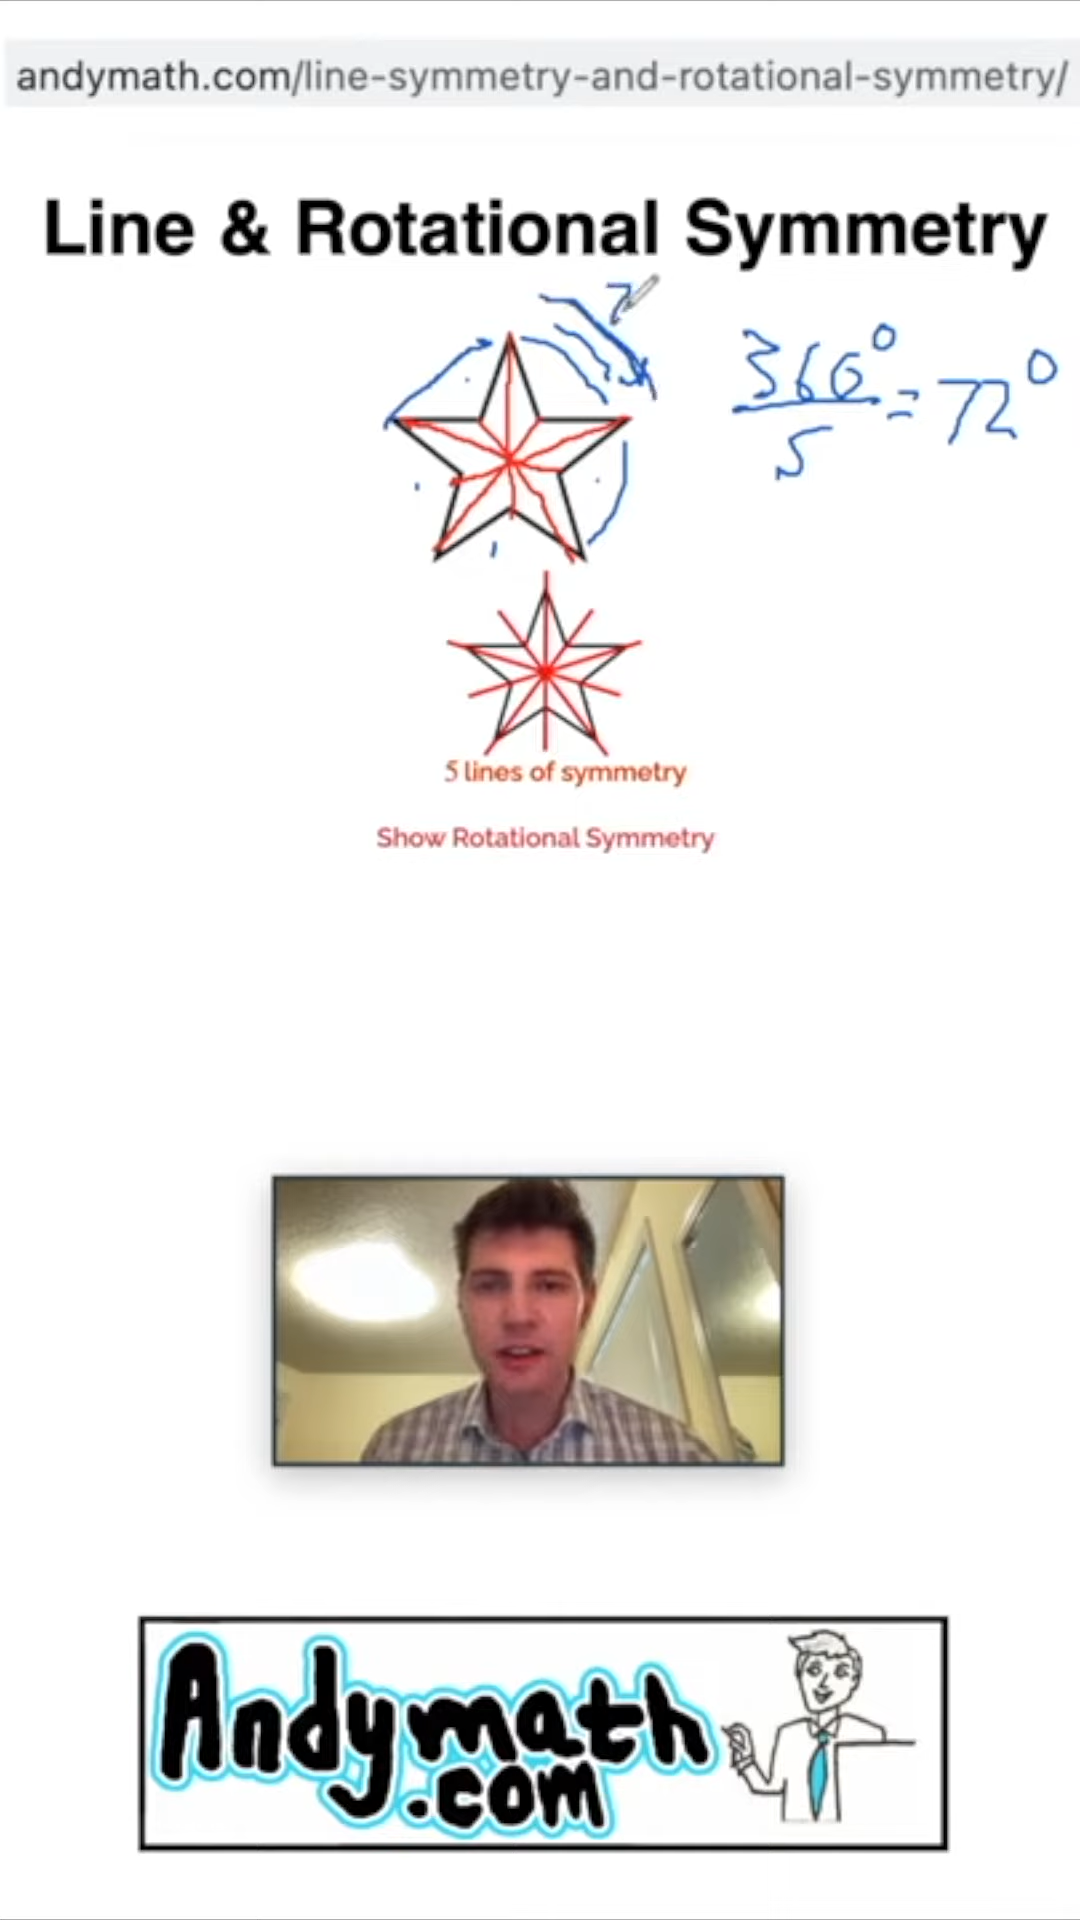 andymath.com/line-symmetry-and-rotational-symmetry/
Line & Rotational Symmetry
7
360° / 5 = 72°
5 lines of symmetry
Show Rotational Symmetry
Andymath
.com